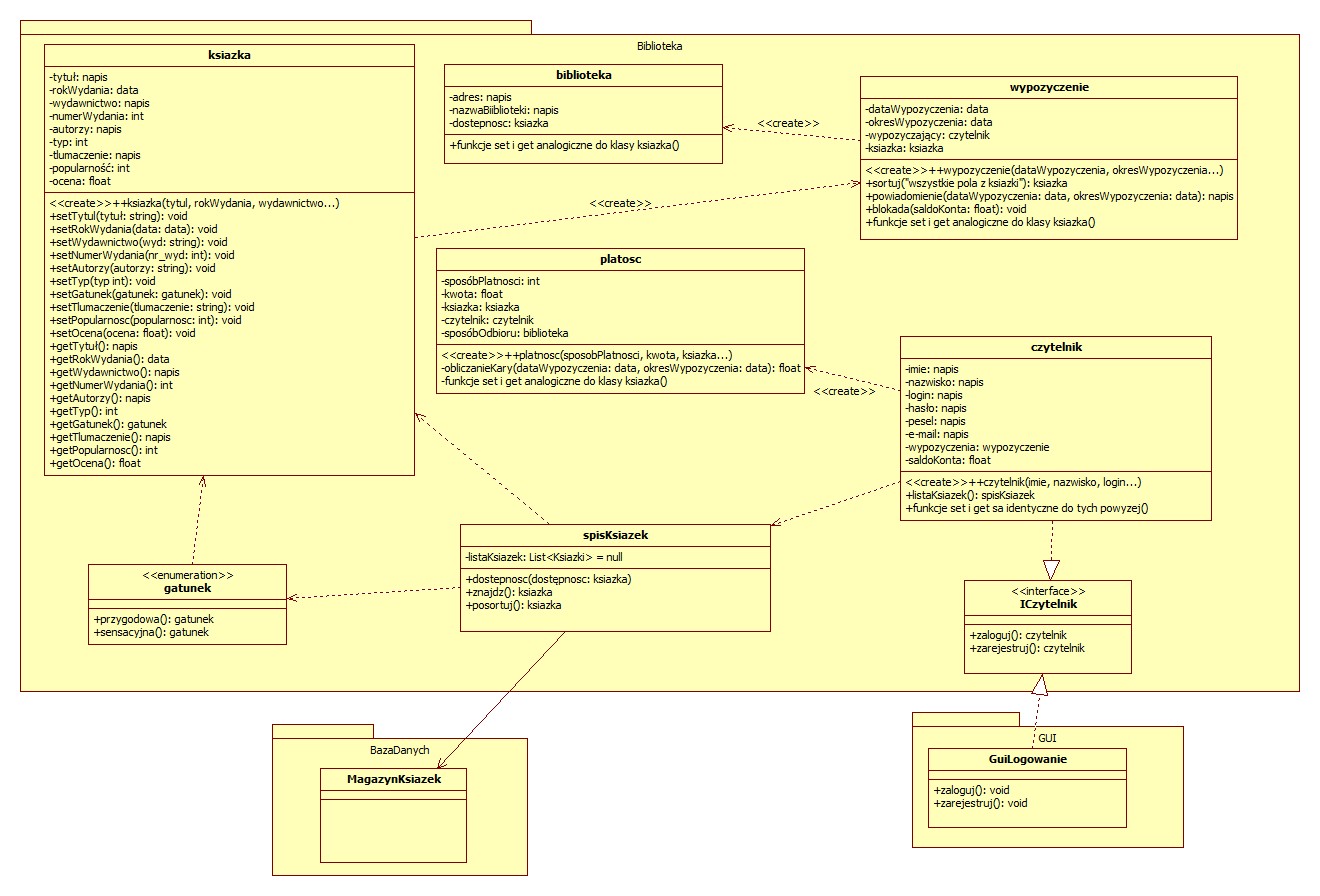 Biblioteka
ksiazka
-tytuł: napis
-rokWydania: data
-wydawnictwo: napis
-numerWydania: int
-autorzy: napis
-typ: int
-tlumaczenie: napis
-popularność: int
-ocena: float
<<create>>++ksiazka(tytul, rokWydania, wydawnictwo...)
+setTytul(tytuł: string): void
+setRokWydania(data: data): void
+setWydawnictwo(wyd: string): void
+setNumerWydania(nr_wyd: int): void
+setAutorzy(autorzy: string): void
+setTyp(typ int): void
+setGatunek(gatunek: gatunek): void
+setTlumaczenie(tlumaczenie: string): void
+setPopularnosc(popularnosc: int): void
+setOcena(ocena: float): void
+getTytuł(): napis
+getRokWydania(): data
+getWydawnictwo(): napis
+getNumerWydania(): int
+getAutorzy(): napis
+getTyp(): int
+getGatunek(): gatunek
+getTlumaczenie(): napis
+getPopularnosc(): int
+getOcena(): float
biblioteka
-adres: napis
-nazwaBiiblioteki: napis
-dostepnosc: ksiazka
+funkcje set i get analogiczne do klasy ksiazka()
<<create>>
wypozyczenie
-dataWypozyczenia: data
-okresWypozyczenia: data
-wypozyczający: czytelnik
-ksiazka: ksiazka
<<create>>++wypozyczenie(dataWypozyczenia, okresWypozyczenia...)
+sortuj("wszystkie pola z ksiazki"): ksiazka
+powiadomienie(dataWypozyczenia: data, okresWypozyczenia: data): napis
+blokada(saldoKonta: float): void
+funkcje set i get analogiczne do klasy ksiazka()
<<create>>
platosc
-sposóbPlatnosci: int
-kwota: float
-ksiazka: ksiazka
-czytelnik: czytelnik
-sposóbOdbioru: biblioteka
<<create>>++platnosc(sposobPlatnosci, kwota, ksiazka...)
-obliczanieKary(dataWypozyczenia: data, okresWypozyczenia: data): float
-funkcje set i get analogiczne do klasy ksiazka()
<<create>>
czytelnik
-imie: napis
-nazwisko: napis
-login: napis
-hasło: napis
-pesel: napis
-e-mail: napis
-wypozyczenia: wypozyczenie
-saldoKonta: float
<<create>>++czytelnik(imie, nazwisko, login...)
+listaKsiazek(): spisKsiazek
+funkcje set i get sa identyczne do tych powyzej()
spisKsiazek
-listaKsiazek: List<Ksiazki> = null
+dostepnosc(dostępnosc: ksiazka)
+znajdz(): ksiazka
+posortuj(): ksiazka
<<enumeration>>
gatunek
+przygodowa(): gatunek
+sensacyjna(): gatunek
<<interface>>
ICzytelnik
+zaloguj(): czytelnik
+zarejestruj(): czytelnik
BazaDanych
MagazynKsiazek
GUI
GuiLogowanie
+zaloguj(): void
+zarejestruj(): void